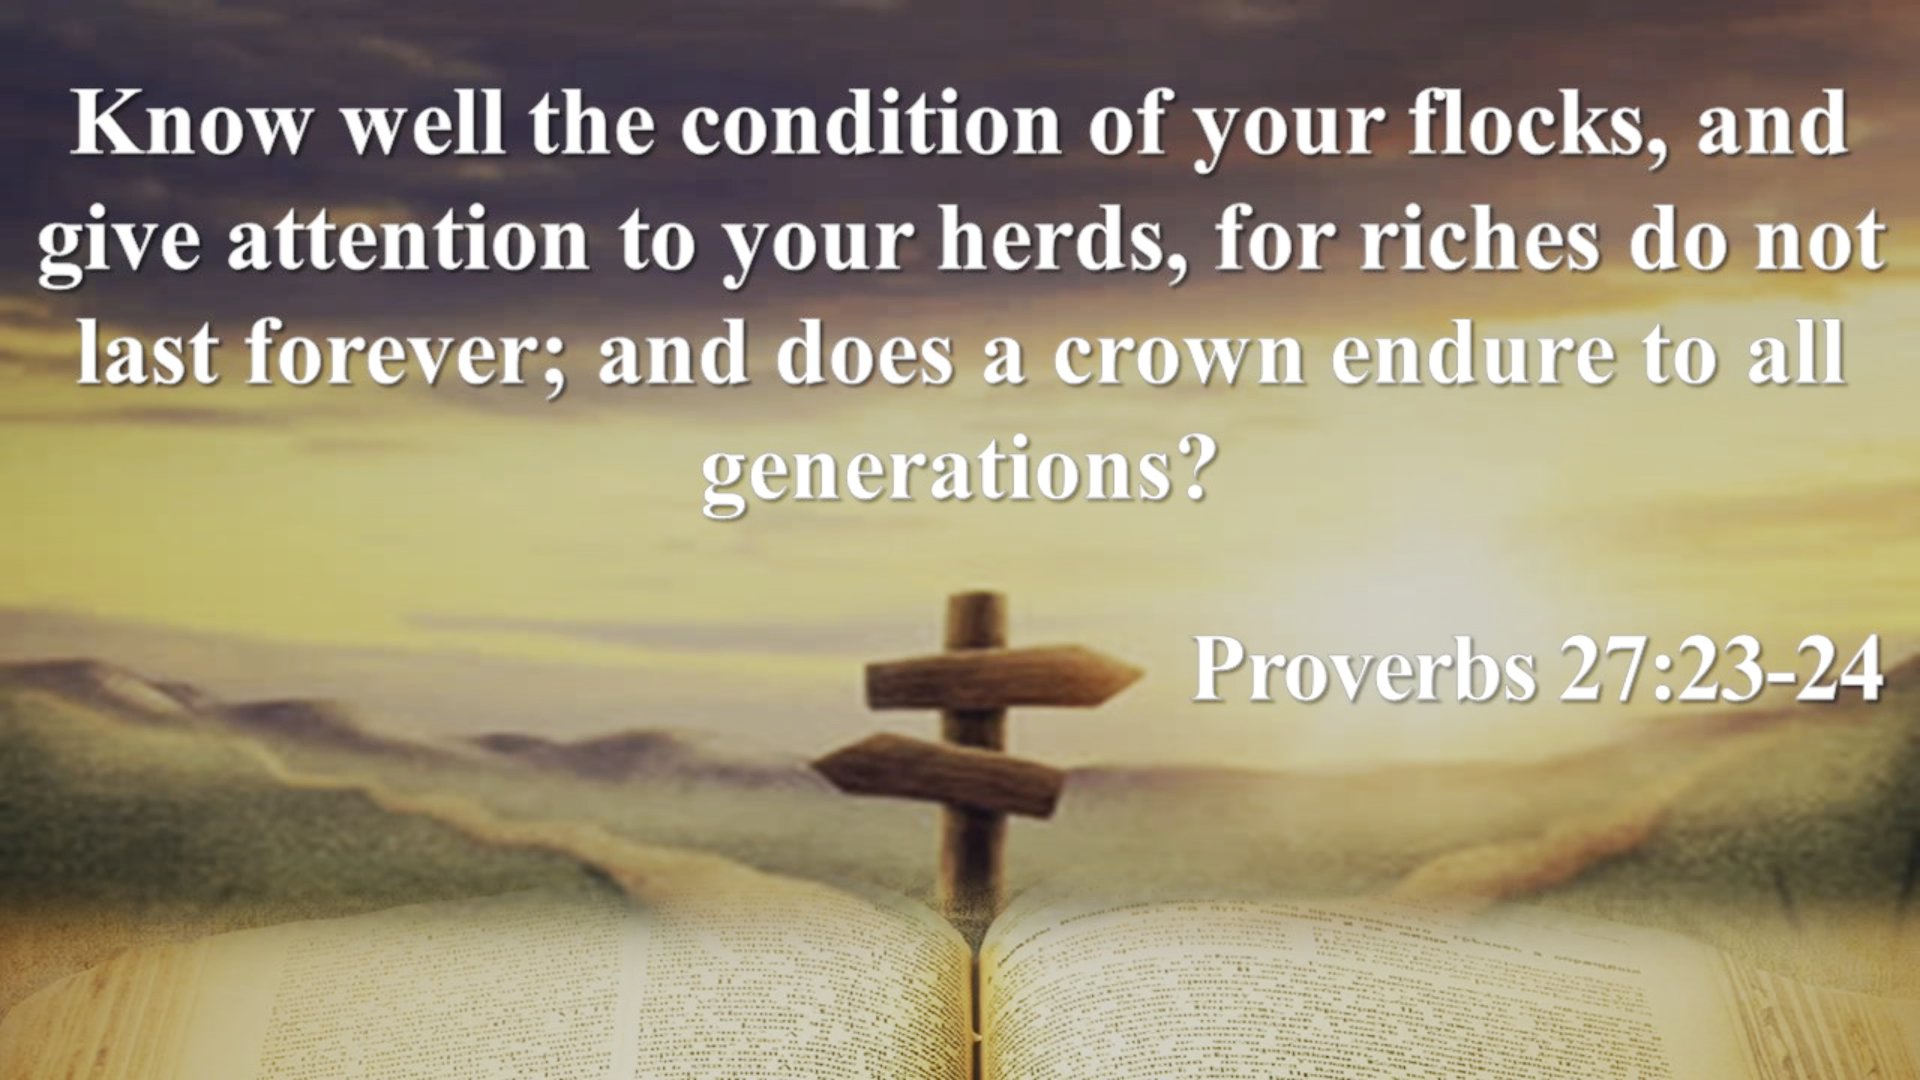 Know well the condition of your flocks, and
give attention to your herds, for riches do not
last forever; and does a crown endure to all
generations?
Proverbs 27:23-24